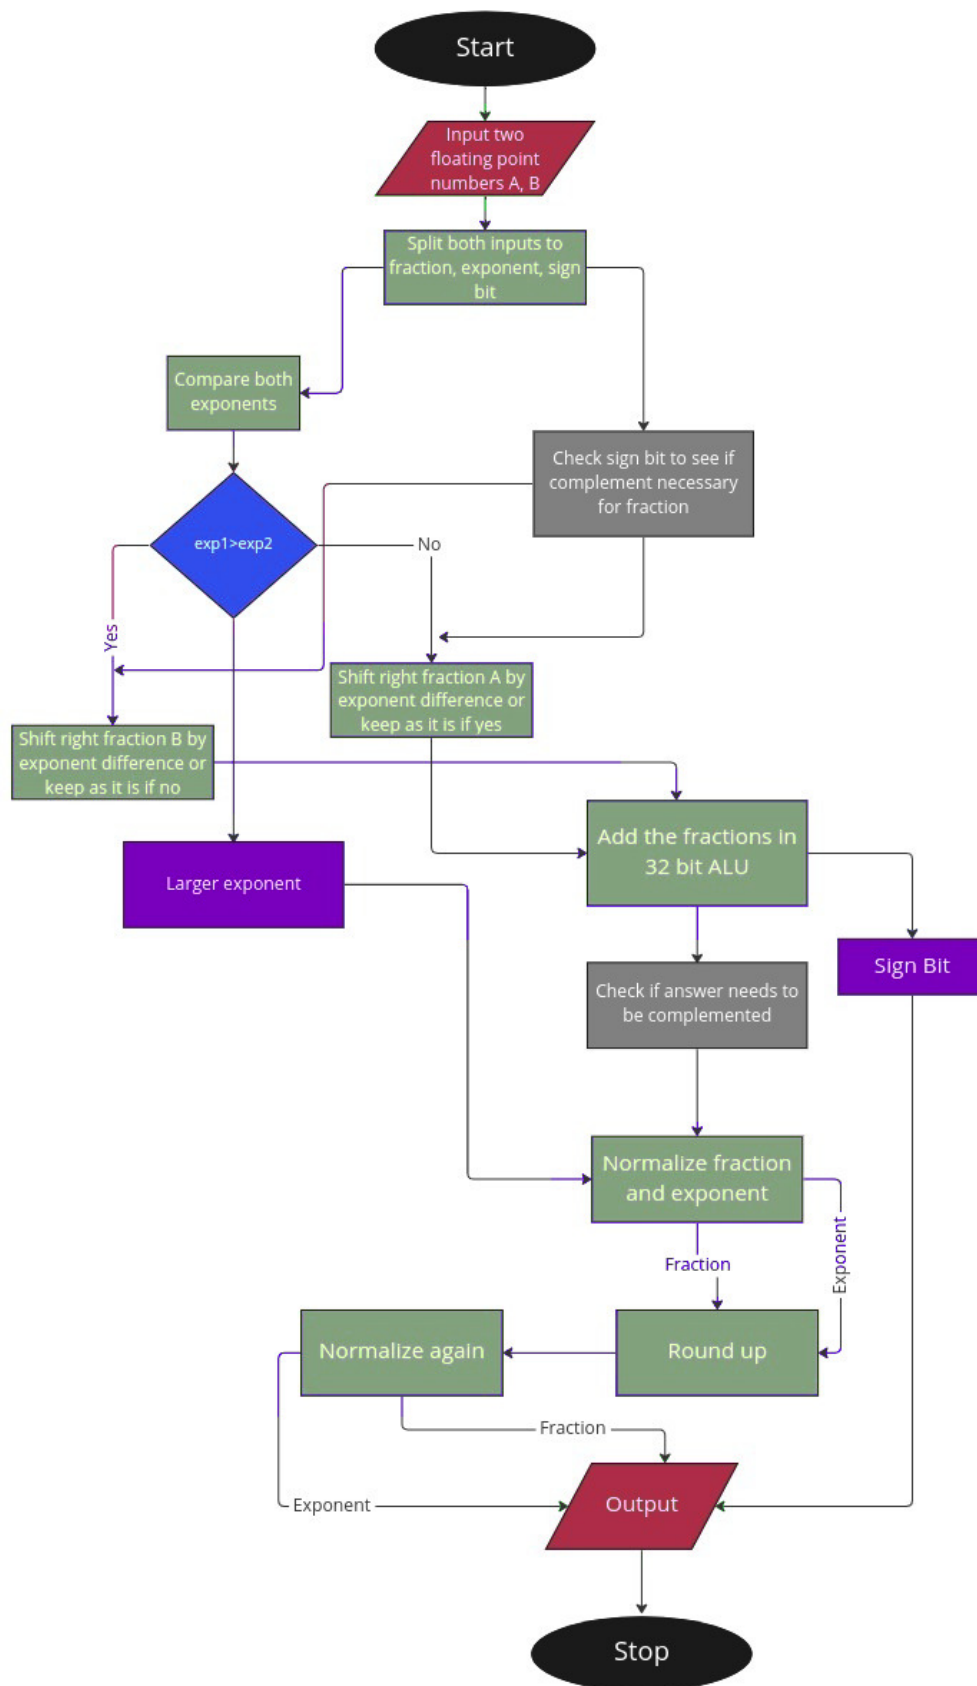 Start
Input two
floating point
numbers A, B
Split both inputs to
fraction, exponent, sign
bit
Compare both
exponents
Check sign bit to see if
complement necessary
for fraction
exp1>exp2
No
Yes
Shift right fraction A by
exponent difference or
keep as it is if yes
Shift right fraction B by
exponent difference or
keep as it is if no
Add the fractions in
32 bit ALU
Larger exponent
Sign Bit
Check if answer needs to
be complemented
Normalize fraction
and exponent
Fraction
Exponent
Normalize again
Round up
Fraction
Exponent
Output
Stop